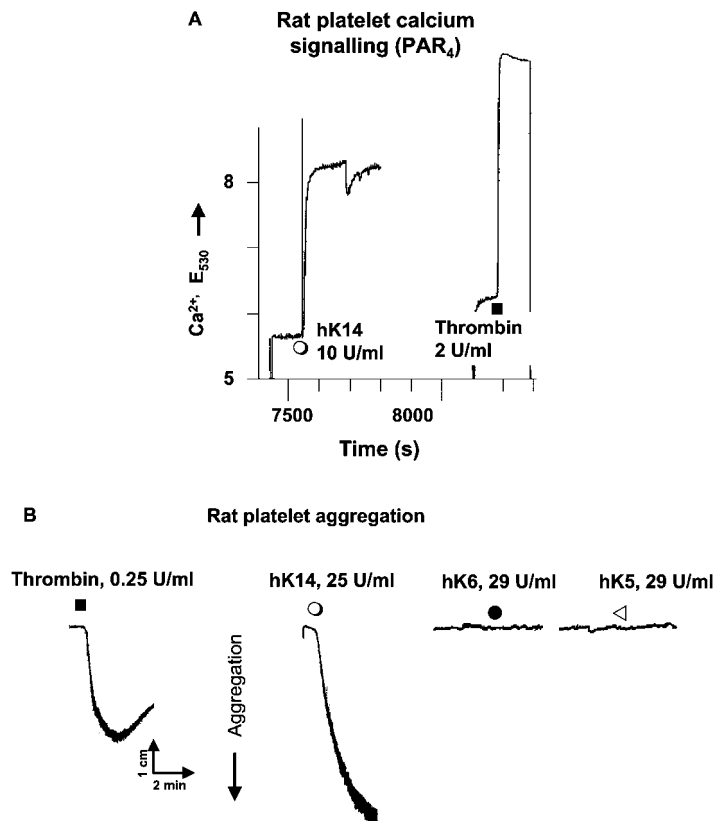 A
Rat platelet calcium
signalling (PAR4)
8
5
Ca2+, E530
hK14
10 U/ml
Thrombin
2 U/ml
7500 8000
Time (s)
B
Rat platelet aggregation
Thrombin, 0.25 U/ml
hK14, 25 U/ml
hK6, 29 U/ml
hK5, 29 U/ml
Aggregation
1 cm
2 min